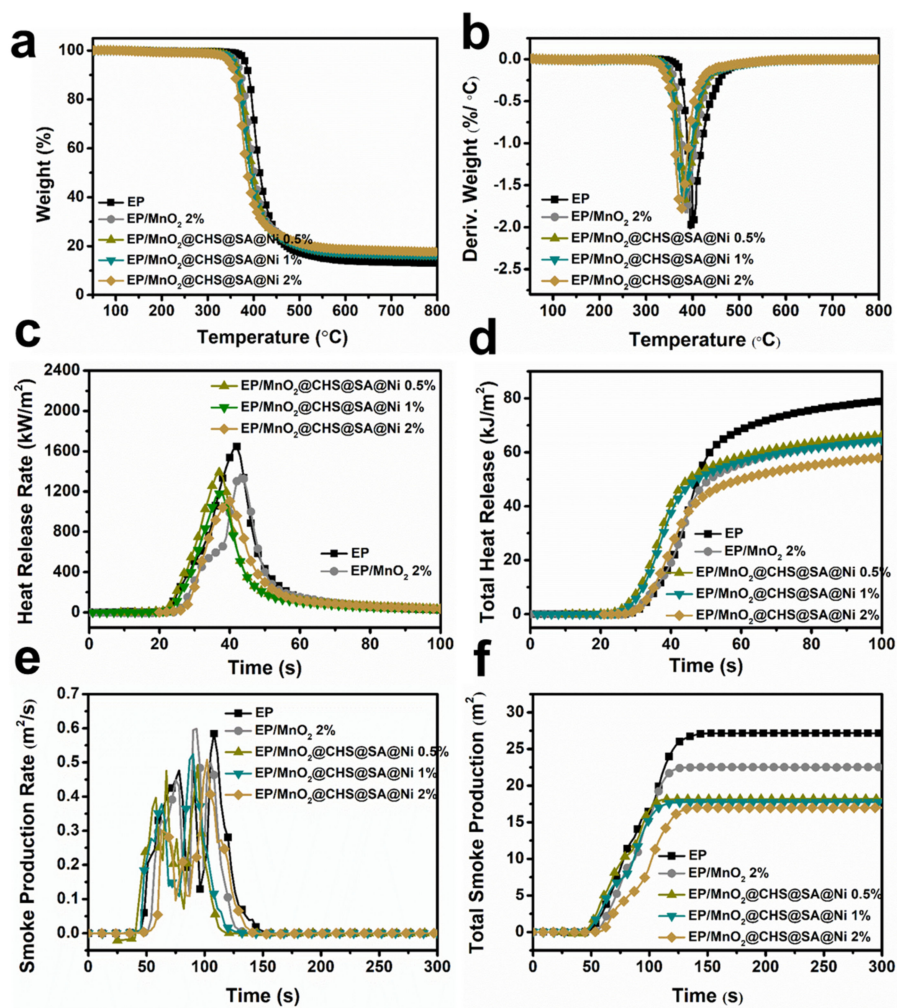 a
100
80
60
40
20
0
Weight (%)
EP
EP/MnO₂ 2%
EP/MnO₂@CHS@SA@Ni 0.5%
EP/MnO₂@CHS@SA@Ni 1%
EP/MnO₂@CHS@SA@Ni 2%
100 200 300 400 500 600 700 800
Temperature (°C)
b
0.0
-0.5
-1.0
-1.5
-2.0
-2.5
Deriv. Weight (%/ °C)
EP
EP/MnO₂ 2%
EP/MnO₂@CHS@SA@Ni 0.5%
EP/MnO₂@CHS@SA@Ni 1%
EP/MnO₂@CHS@SA@Ni 2%
100 200 300 400 500 600 700 800
Temperature (°C)
c
2400
2000
1600
1200
800
400
0
Heat Release Rate (kW/m²)
EP/MnO₂@CHS@SA@Ni 0.5%
EP/MnO₂@CHS@SA@Ni 1%
EP/MnO₂@CHS@SA@Ni 2%
EP
EP/MnO₂ 2%
0 20 40 60 80 100
Time (s)
d
80
60
40
20
0
Total Heat Release (kJ/m²)
EP
EP/MnO₂ 2%
EP/MnO₂@CHS@SA@Ni 0.5%
EP/MnO₂@CHS@SA@Ni 1%
EP/MnO₂@CHS@SA@Ni 2%
0 20 40 60 80 100
Time (s)
e
0.7
0.6
0.5
0.4
0.3
0.2
0.1
0.0
Smoke Production Rate (m²/s)
EP
EP/MnO₂ 2%
EP/MnO₂@CHS@SA@Ni 0.5%
EP/MnO₂@CHS@SA@Ni 1%
EP/MnO₂@CHS@SA@Ni 2%
0 50 100 150 200 250 300
Time (s)
f
30
25
20
15
10
5
0
Total Smoke Production (m²)
EP
EP/MnO₂ 2%
EP/MnO₂@CHS@SA@Ni 0.5%
EP/MnO₂@CHS@SA@Ni 1%
EP/MnO₂@CHS@SA@Ni 2%
0 50 100 150 200 250 300
Time (s)